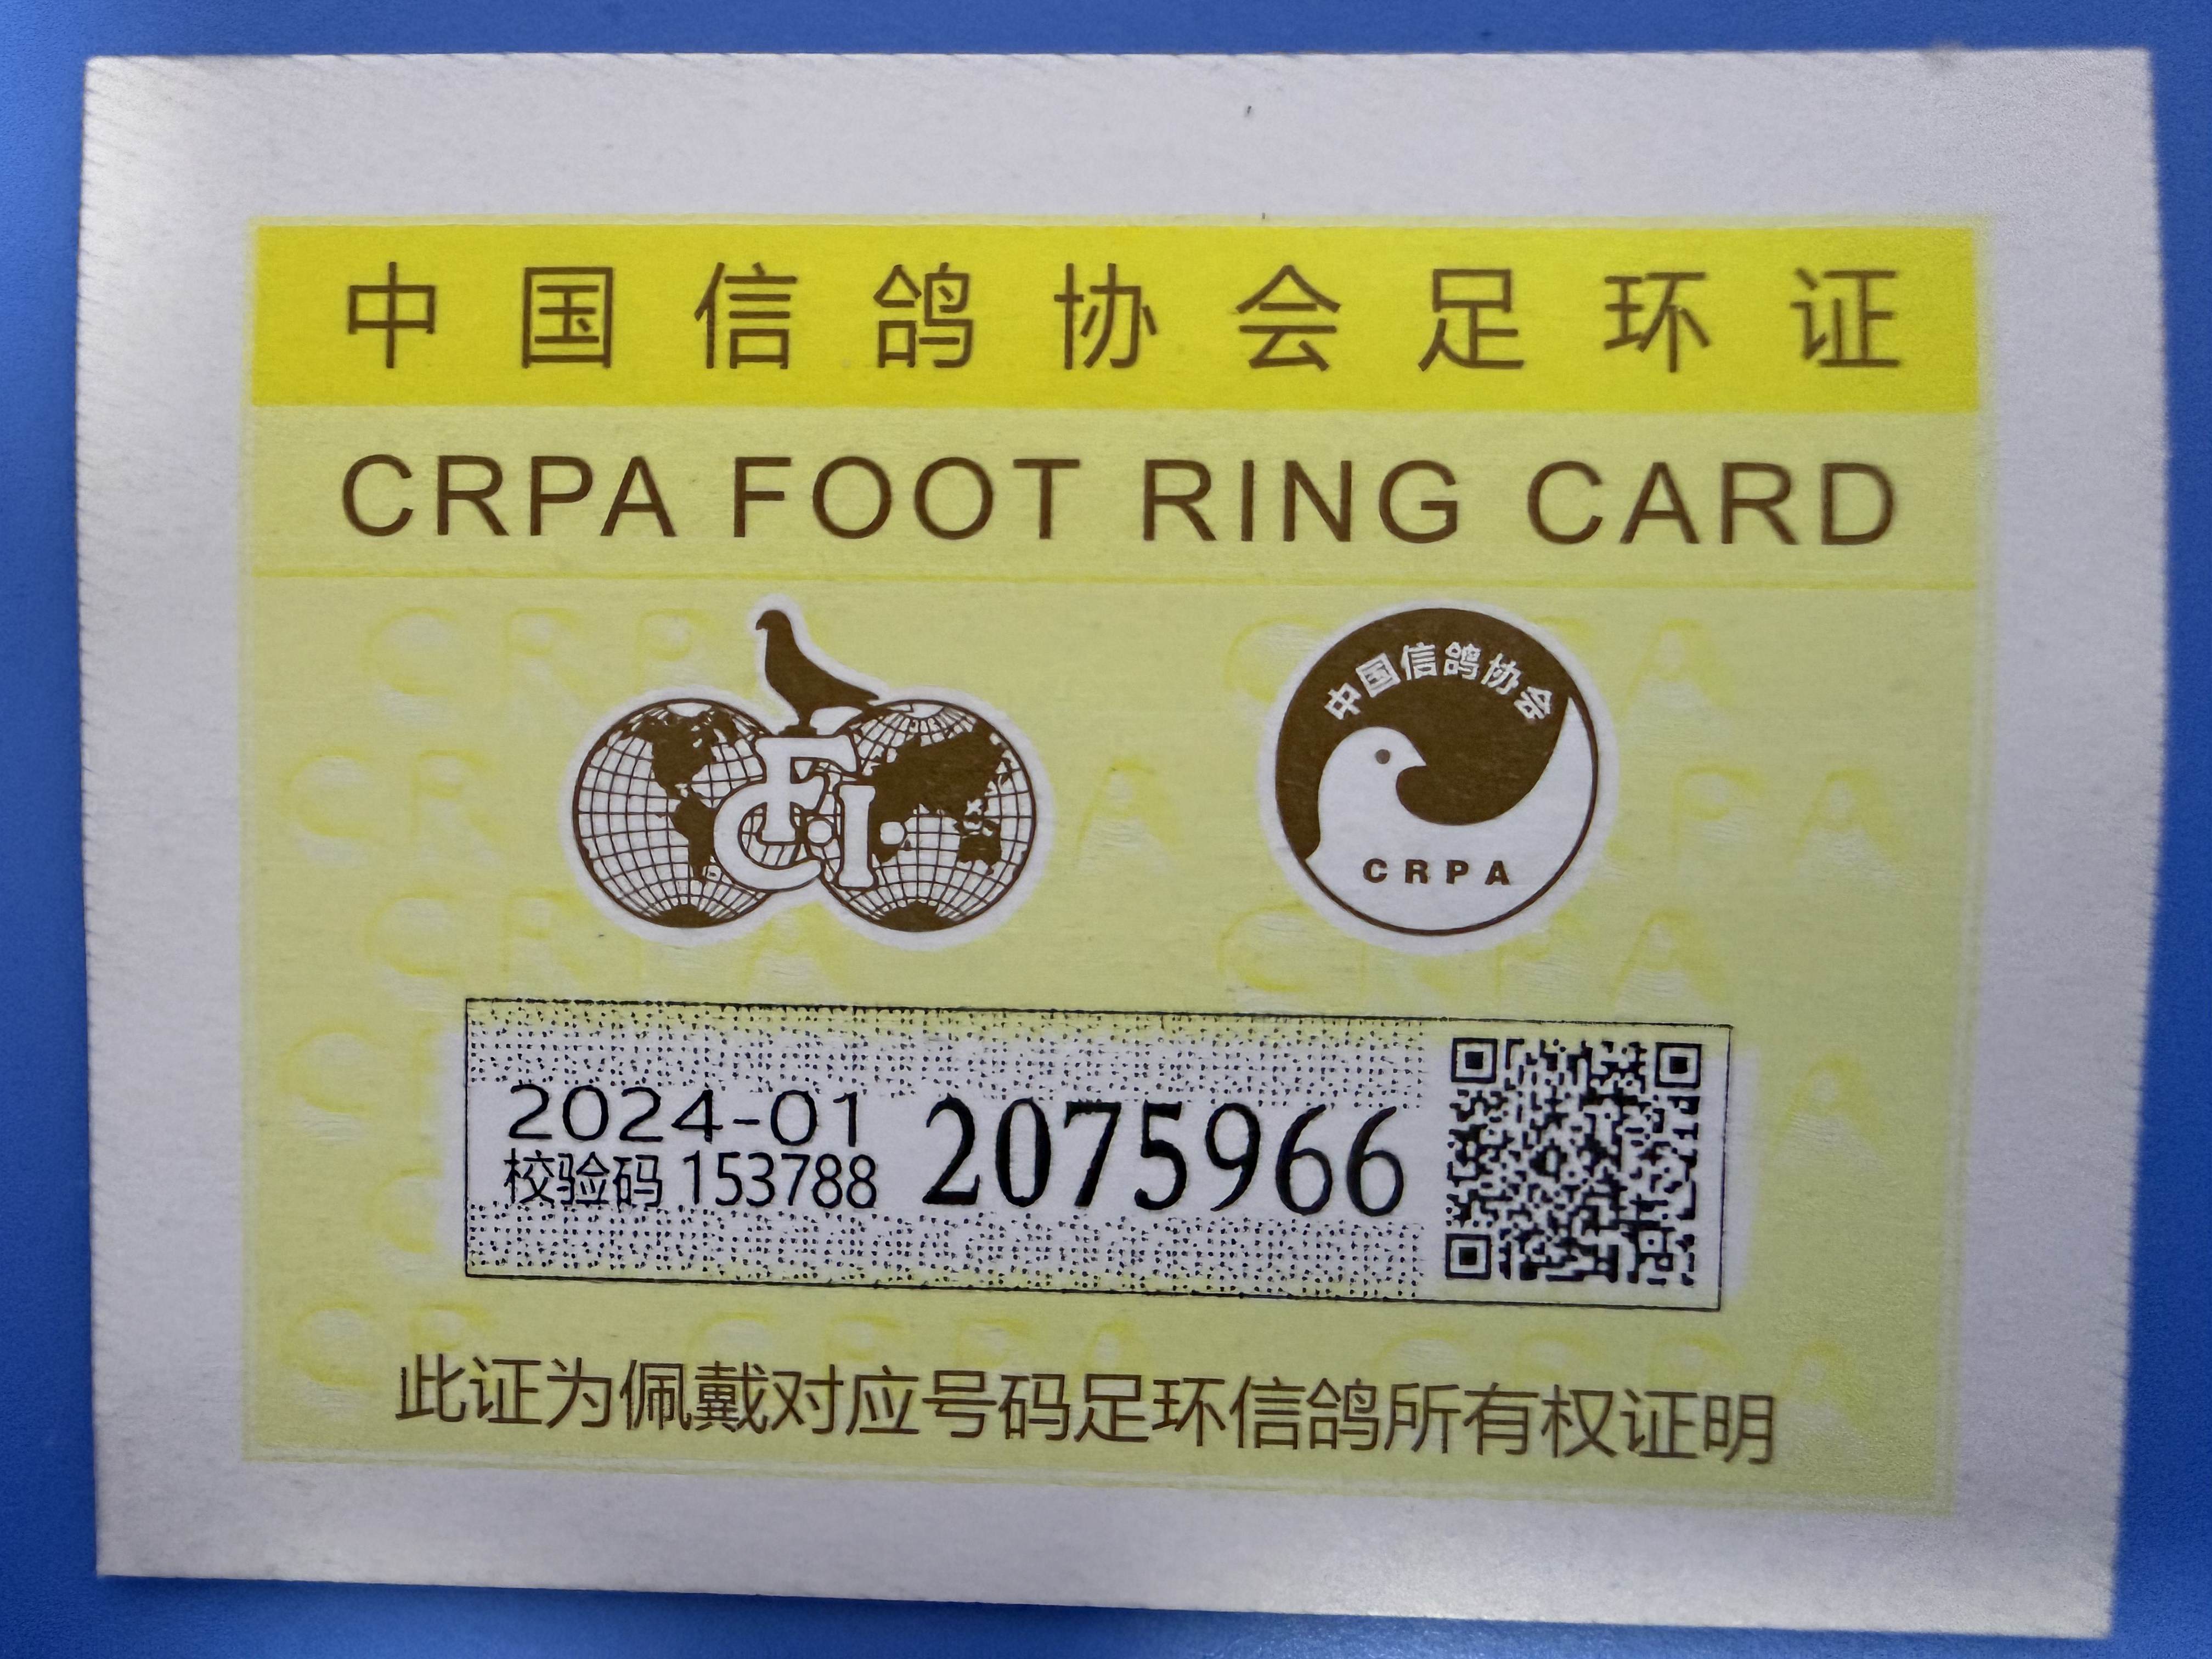 中国信鸽协会足环证
CRPA FOOT RING CARD
FCI
中国信鸽协会
CRPA
2024-01 2075966
校验码 153788
此证为佩戴对应号码足环信鸽所有权证明